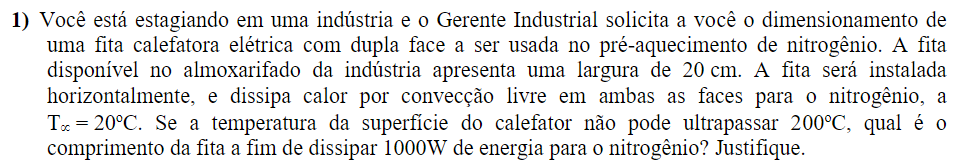 1) Você está estagiando em uma indústria e o Gerente Industrial solicita a você o dimensionamento de
uma fita calefatora elétrica com dupla face a ser usada no pré-aquecimento de nitrogênio. A fita
disponível no almoxarifado da indústria apresenta uma largura de 20 cm. A fita será instalada
horizontalmente, e dissipa calor por convecção livre em ambas as faces para o nitrogênio, a
T∝ = 20ºC. Se a temperatura da superfície do calefator não pode ultrapassar 200ºC, qual é o
comprimento da fita a fim de dissipar 1000W de energia para o nitrogênio? Justifique.